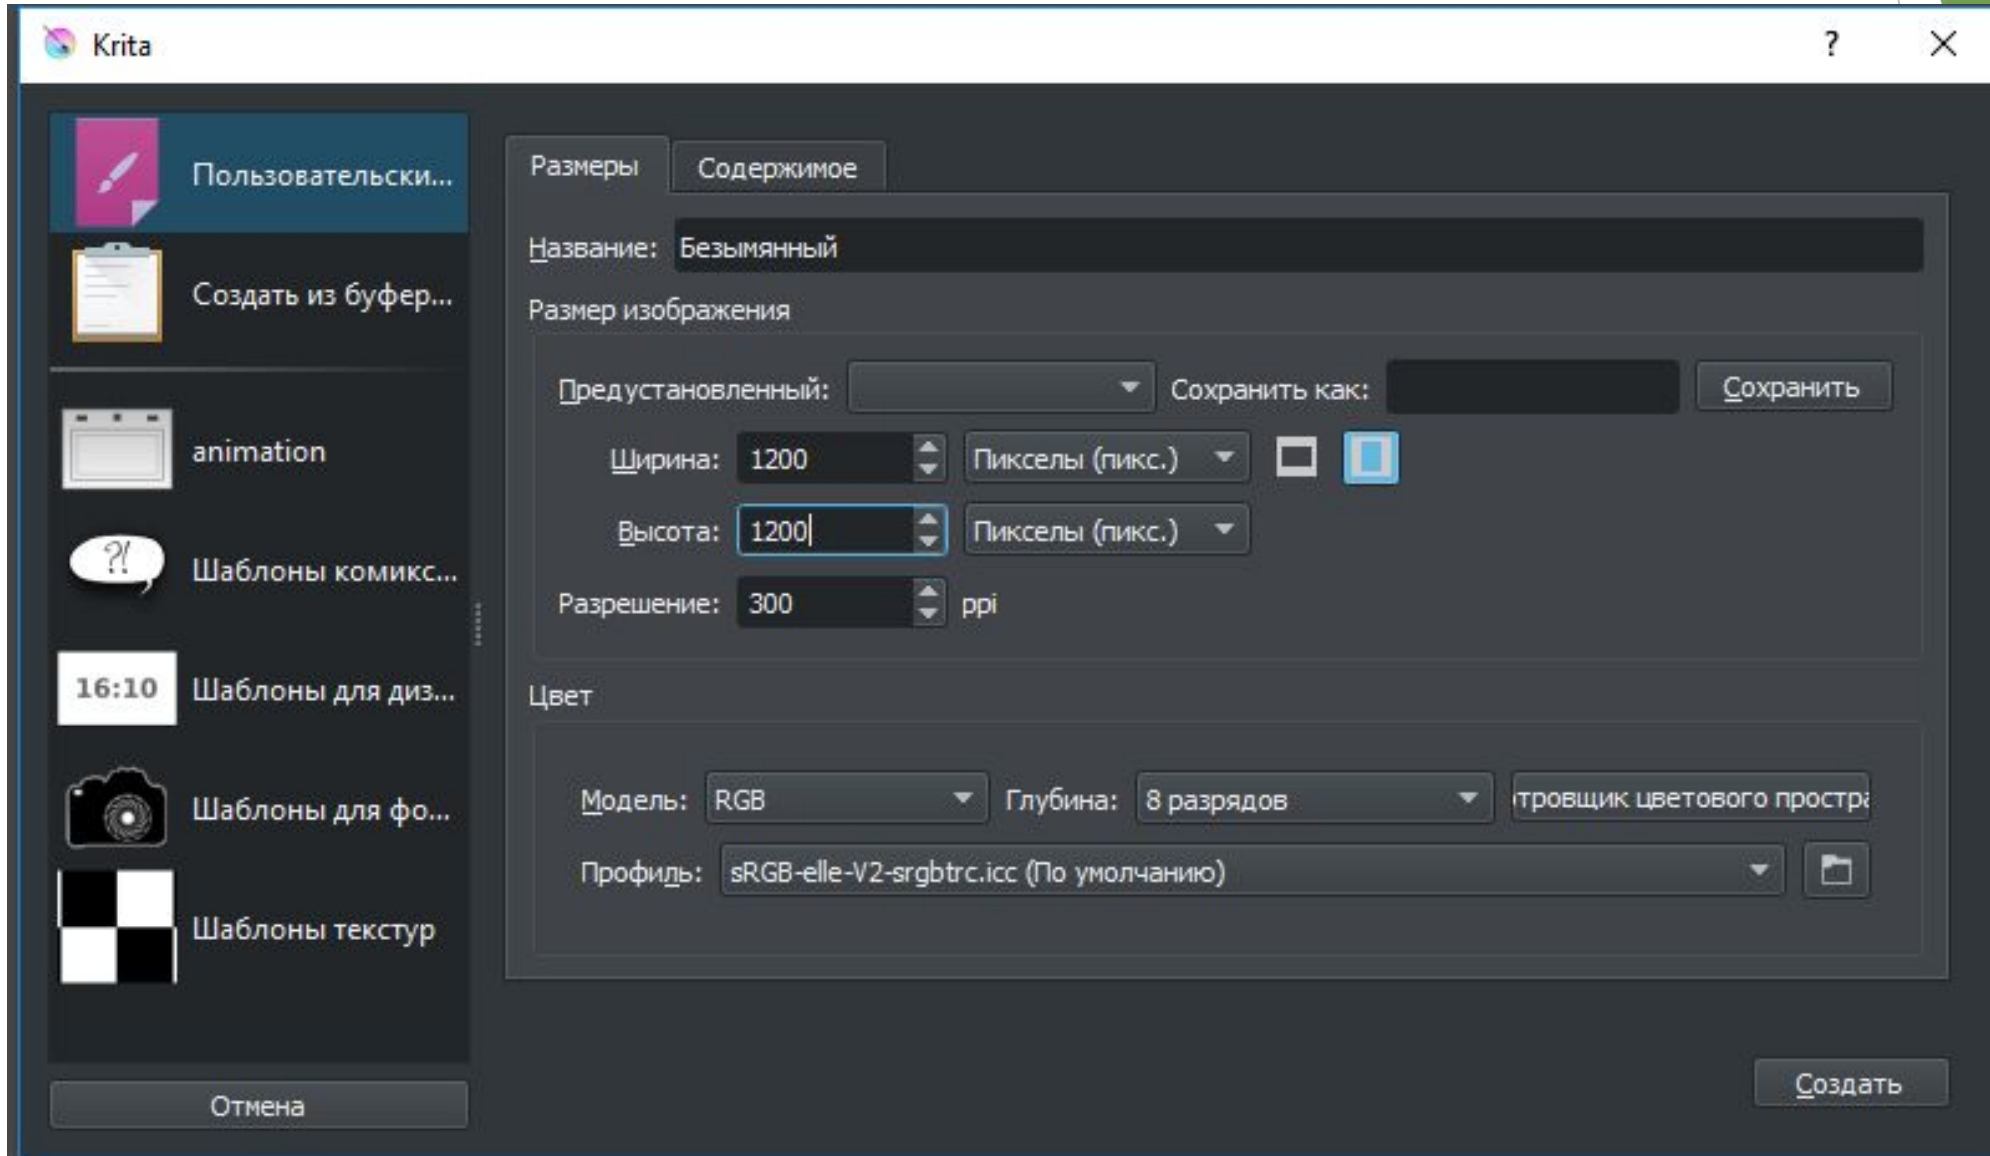 Krita
?
Пользовательски...
Создать из буфер...
animation
?!
Шаблоны комикс...
16:10
Шаблоны для диз...
Шаблоны для фо...
Шаблоны текстур
Отмена
Размеры Содержимое
Название: Безымянный
Размер изображения
Предустановленный: Сохранить как: Сохранить
Ширина: 1200 Пикселы (пикс.)
Высота: 1200 Пикселы (пикс.)
Разрешение: 300 ppi
Цвет
Модель: RGB Глубина: 8 разрядов тровщик цветового простра
Профиль: sRGB-elle-V2-srgbtrc.icc (По умолчанию)
Создать